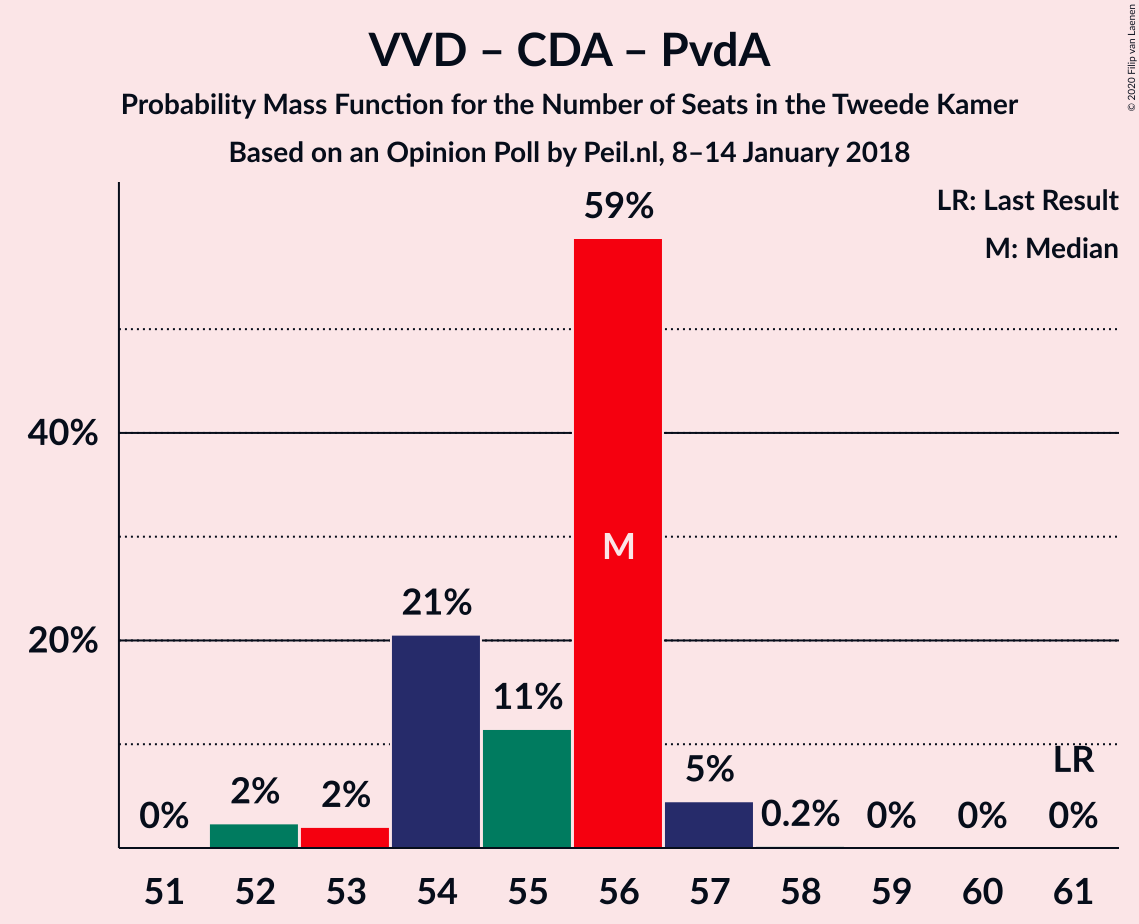 VVD – CDA – PvdA
Probability Mass Function for the Number of Seats in the Tweede Kamer
Based on an Opinion Poll by Peil.nl, 8–14 January 2018
© 2020 Filip van Laenen
LR: Last Result
M: Median
59%
40%
M
21%
20%
11%
LR
5%
2%
2%
0%
0.2%
0%
0%
0%
51 52 53 54 55 56 57 58 59 60 61